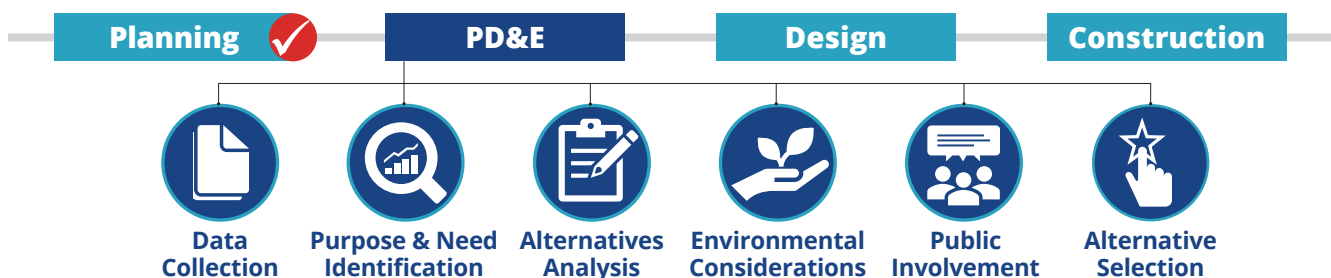 Planning
PD&E
Design
Construction
Data
Collection
Purpose & Need
Identification
Alternatives
Analysis
Environmental
Considerations
Public
Involvement
Alternative
Selection